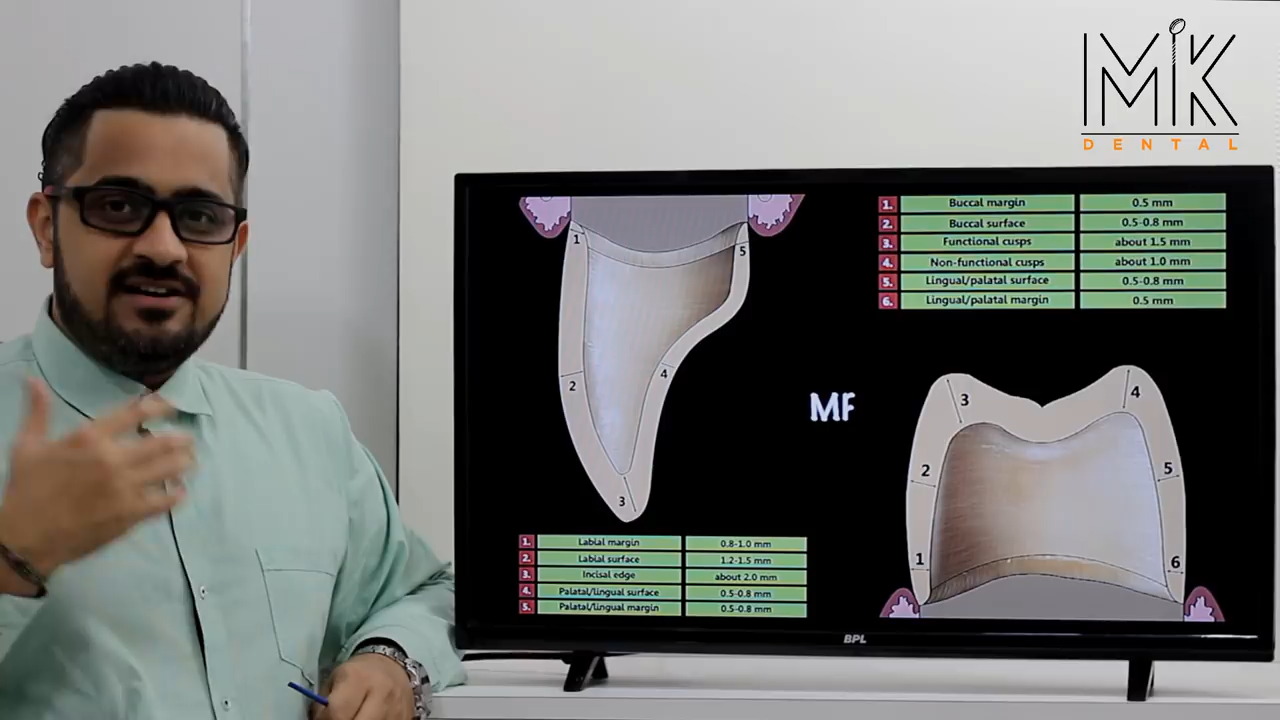 MK
DENTAL
1. Buccal margin 0.5 mm
2. Buccal surface 0.5-0.8 mm
3. Functional cusps about 1.5 mm
4. Non-functional cusps about 1.0 mm
5. Lingual/palatal surface 0.5-0.8 mm
6. Lingual/palatal margin 0.5 mm
1
5
2
4
3
MF
3
4
2
5
1
6
1. Labial margin 0.8-1.0 mm
2. Labial surface 1.2-1.5 mm
3. Incisal edge about 2.0 mm
4. Palatal/lingual surface 0.5-0.8 mm
5. Palatal/lingual margin 0.5-0.8 mm
BPL